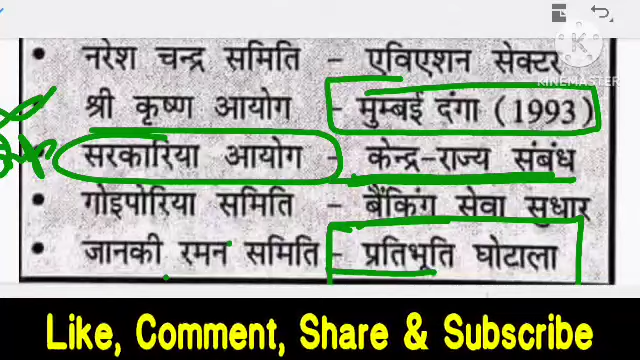 KINEMASTER
• नरेश चन्द्र समिति - एविएशन सेक्टर
श्री कृष्ण आयोग - मुम्बई दंगा (1993)
• सरकारिया आयोग - केन्द्र-राज्य संबंध
• गोइपोरिया समिति - बैंकिंग सेवा सुधार
• जानकी रमन समिति - प्रतिभूति घोटाला
Like, Comment, Share & Subscribe